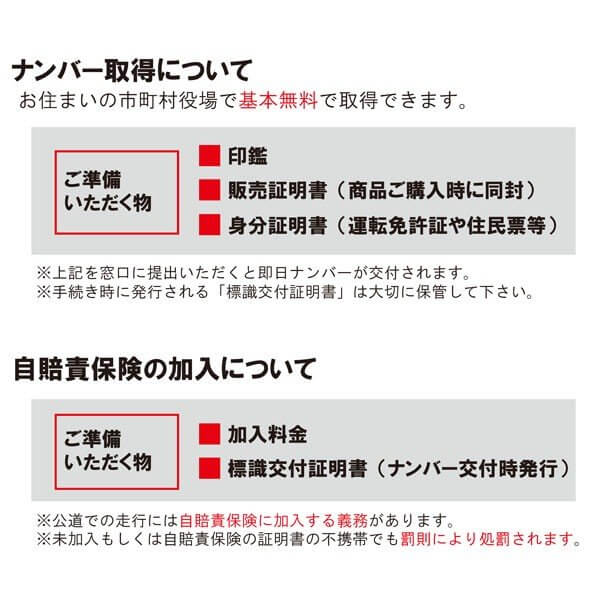 ナンバー取得について
お住まいの市町村役場で基本無料で取得できます。
ご準備
いただく物
■ 印鑑
■ 販売証明書（商品ご購入時に同封）
■ 身分証明書（運転免許証や住民票等）
※上記を窓口に提出いただくと即日ナンバーが交付されます。
※手続き時に発行される「標識交付証明書」は大切に保管して下さい。
自賠責保険の加入について
ご準備
いただく物
■ 加入料金
■ 標識交付証明書（ナンバー交付時発行）
※公道での走行には自賠責保険に加入する義務があります。
※未加入もしくは自賠責保険の証明書の不携帯でも罰則により処罰されます。